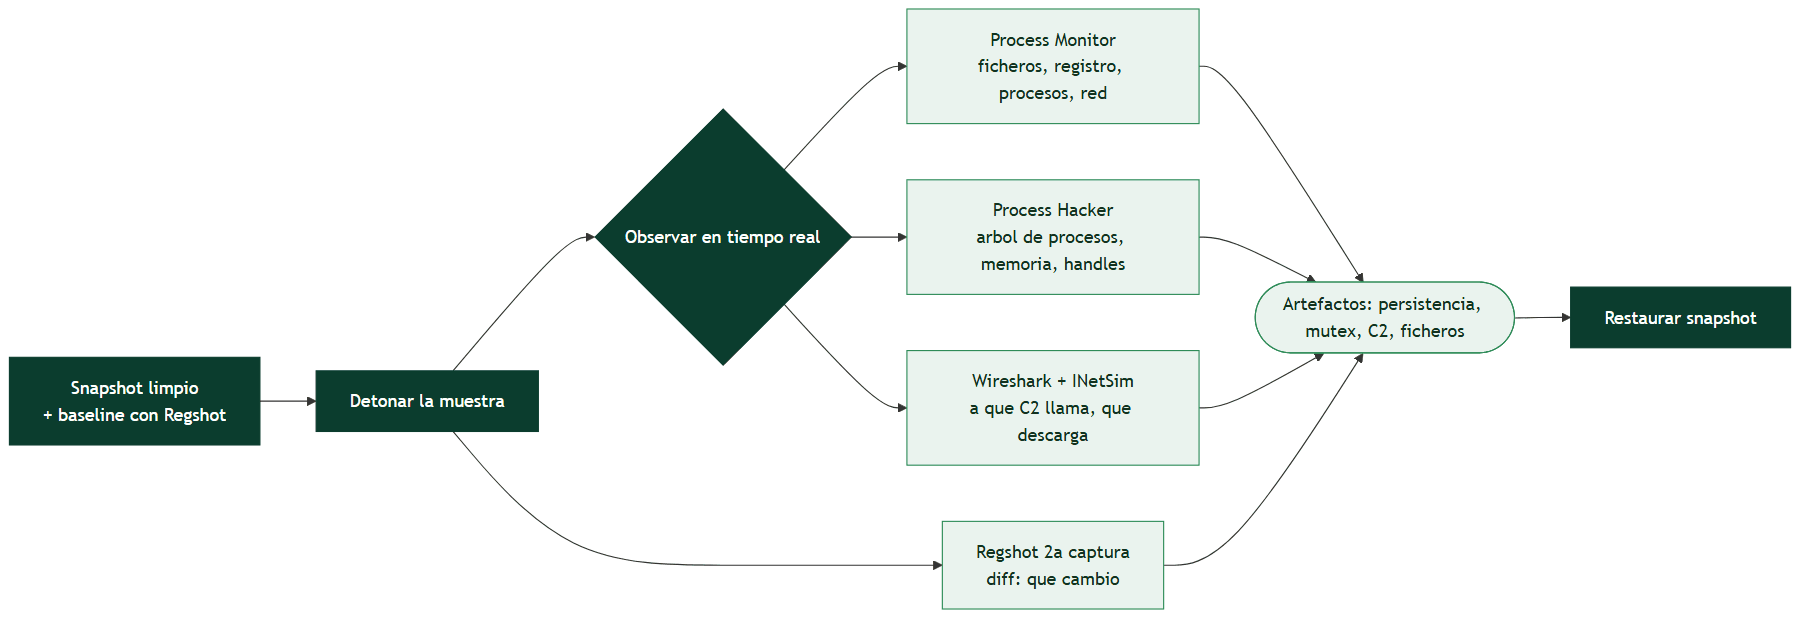 Snapshot limpio
+ baseline con Regshot
Detonar la muestra
Observar en tiempo real
Process Monitor
ficheros, registro,
procesos, red
Process Hacker
arbol de procesos,
memoria, handles
Wireshark + INetSim
a que C2 llama, que
descarga
Regshot 2a captura
diff: que cambio
Artefactos: persistencia,
mutex, C2, ficheros
Restaurar snapshot